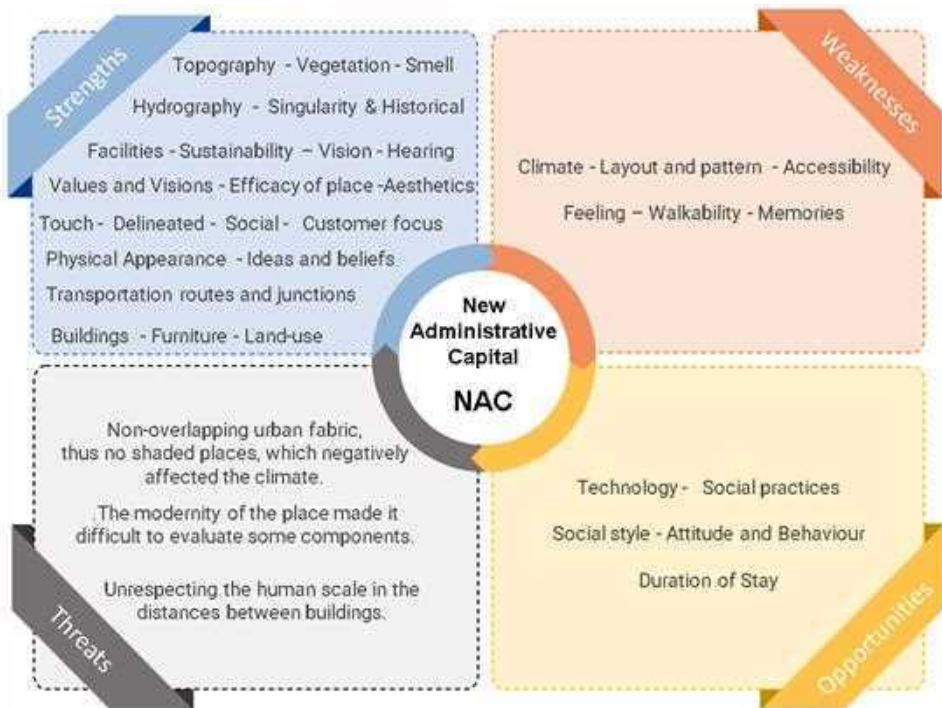 Strengths
Topography - Vegetation - Smell
Hydrography - Singularity & Historical
Facilities - Sustainability – Vision - Hearing
Values and Visions - Efficacy of place -Aesthetics
Touch - Delineated - Social - Customer focus
Physical Appearance - Ideas and beliefs
Transportation routes and junctions
Buildings - Furniture - Land-use
Weaknesses
Climate - Layout and pattern - Accessibility
Feeling – Walkability - Memories
New
Administrative
Capital
NAC
Threats
Non-overlapping urban fabric,
thus no shaded places, which negatively
affected the climate.
.The modernity of the place made it
difficult to evaluate some components.
Unrespecting the human scale in the
distances between buildings.
Opportunities
Technology - Social practices
Social style - Attitude and Behaviour
Duration of Stay